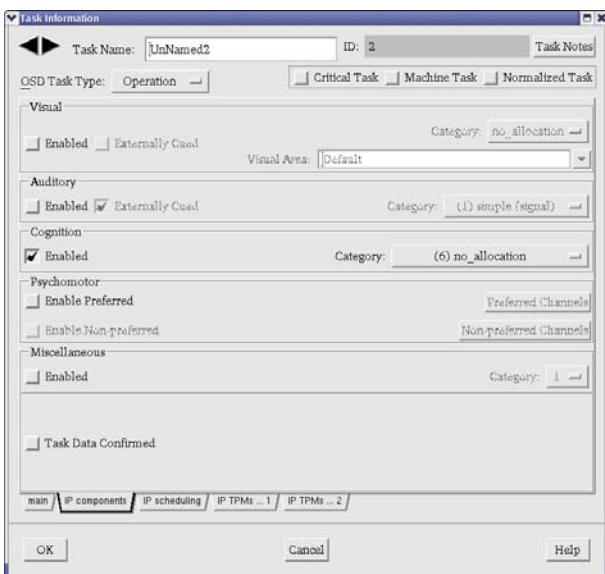 Task Information
Task Name: UnNamed2 ID: 2 Task Notes
OSD Task Type: Operation Critical Task Machine Task Normalized Task
Visual
Enabled Externally Cued Category: no_allocation
Visual Area: Default
Auditory
Enabled Externally Cued Category: (1) simple (signal)
Cognition
Enabled Category: (6) no_allocation
Psychomotor
Enable Preferred Preferred Channels
Enable Non-preferred Non-preferred Channels
Miscellaneous
Enabled Category: 1
Task Data Confirmed
main IP components IP scheduling IP TPMs ... 1 IP TPMs ... 2
OK Cancel Help